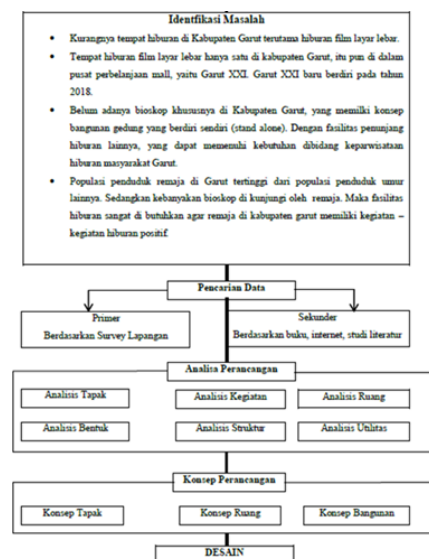 Identfikasi Masalah
• Kurangnya tempat hiburan di Kabupaten Garut terutama hiburan film layar lebar.
• Tempat hiburan film layar lebar hanya satu di kabupaten Garut, itu pun di dalam
pusat perbelanjaan mall, yaitu Garut XXI. Garut XXI baru berdiri pada tahun
2018.
• Belum adanya bioskop khususnya di Kabupaten Garut, yang memilki konsep
bangunan gedung yang berdiri sendiri (stand alone). Dengan fasilitas penunjang
hiburan lainnya, yang dapat memenuhi kebutuhan dibidang keparwisataan
hiburan masyarakat Garut.
• Populasi penduduk remaja di Garut tertinggi dari populasi penduduk umur
lainnya. Sedangkan kebanyakan bioskop di kunjungi oleh remaja. Maka fasilitas
hiburan sangat di butuhkan agar remaja di kabupaten garut memiliki kegiatan –
kegiatan hiburan positif.
Pencarian Data
Primer
Berdasarkan Survey Lapangan
Sekunder
Berdasarkan buku, internet, studi literatur
Analisa Perancangan
Analisis Tapak
Analisis Kegiatan
Analisis Ruang
Analisis Bentuk
Analisis Struktur
Analisis Utilitas
Konsep Perancangan
Konsep Tapak
Konsep Ruang
Konsep Bangunan
DESAIN